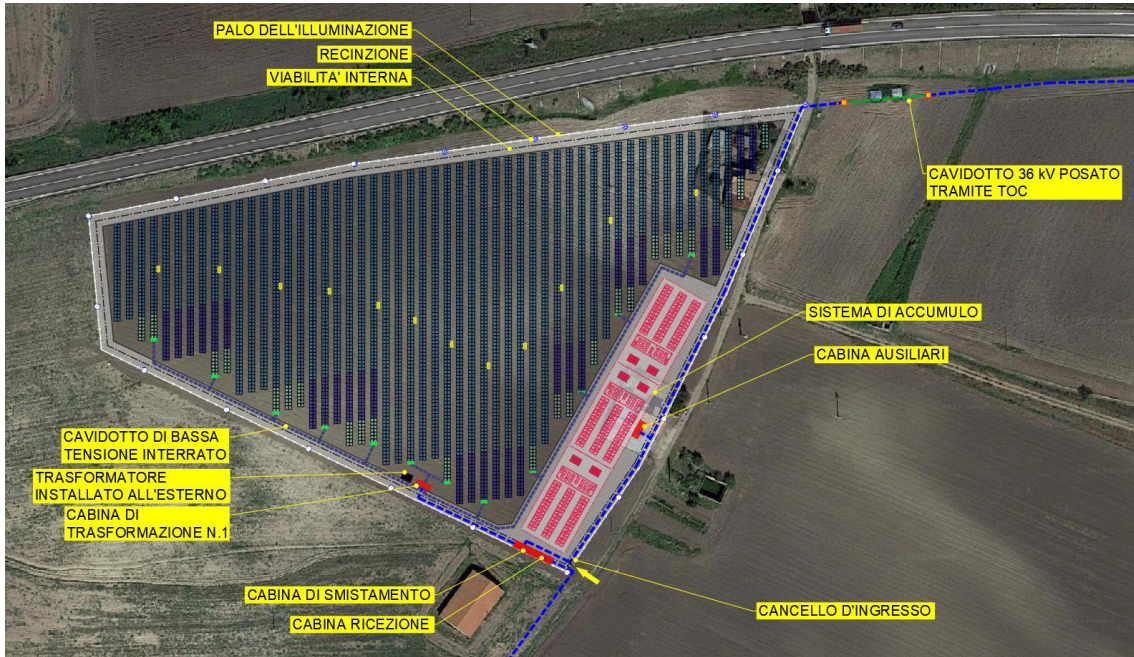 PALO DELL'ILLUMINAZIONE
RECINZIONE
VIABILITA' INTERNA
CAVIDOTTO 36 kV POSATO
TRAMITE TOC
SISTEMA DI ACCUMULO
CABINA AUSILIARI
CAVIDOTTO DI BASSA
TENSIONE INTERRATO
TRASFORMATORE
INSTALLATO ALL'ESTERNO
CABINA DI
TRASFORMAZIONE N.1
CABINA DI SMISTAMENTO
CABINA RICEZIONE
CANCELLO D'INGRESSO